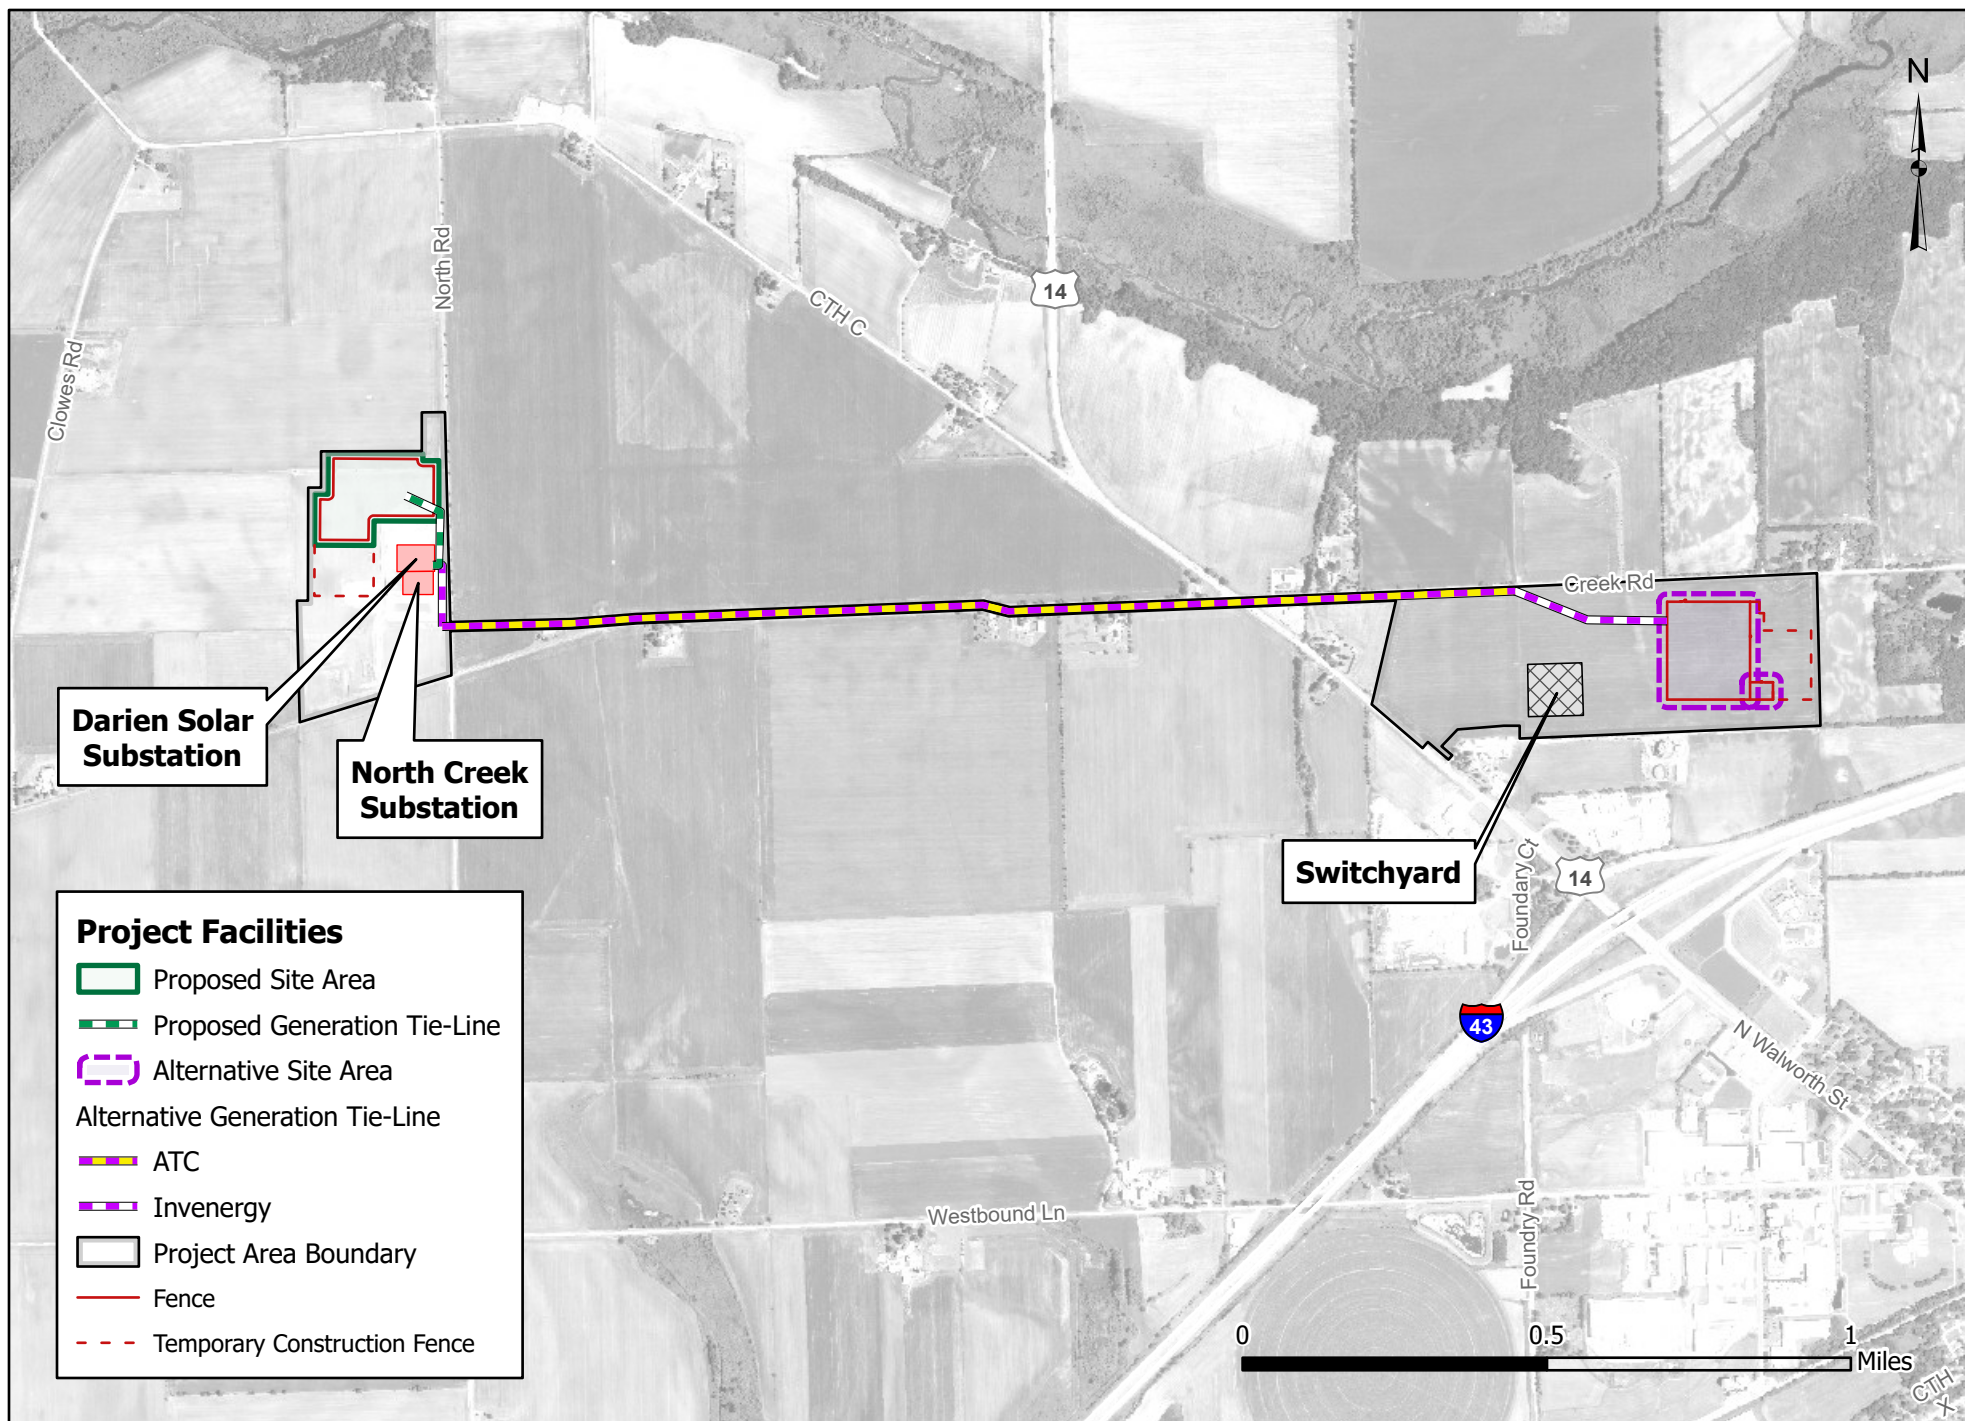 N
North Rd
14
CTH C
Clowes Rd
Creek Rd
Darien Solar
Substation
North Creek
Substation
Switchyard
Foundary Ct
14
43
N Walworth St
Westbound Ln
Foundry Rd
Project Facilities
Proposed Site Area
Proposed Generation Tie-Line
Alternative Site Area
Alternative Generation Tie-Line
ATC
Invenergy
Project Area Boundary
Fence
Temporary Construction Fence
0
0.5
1
Miles
CTH
X